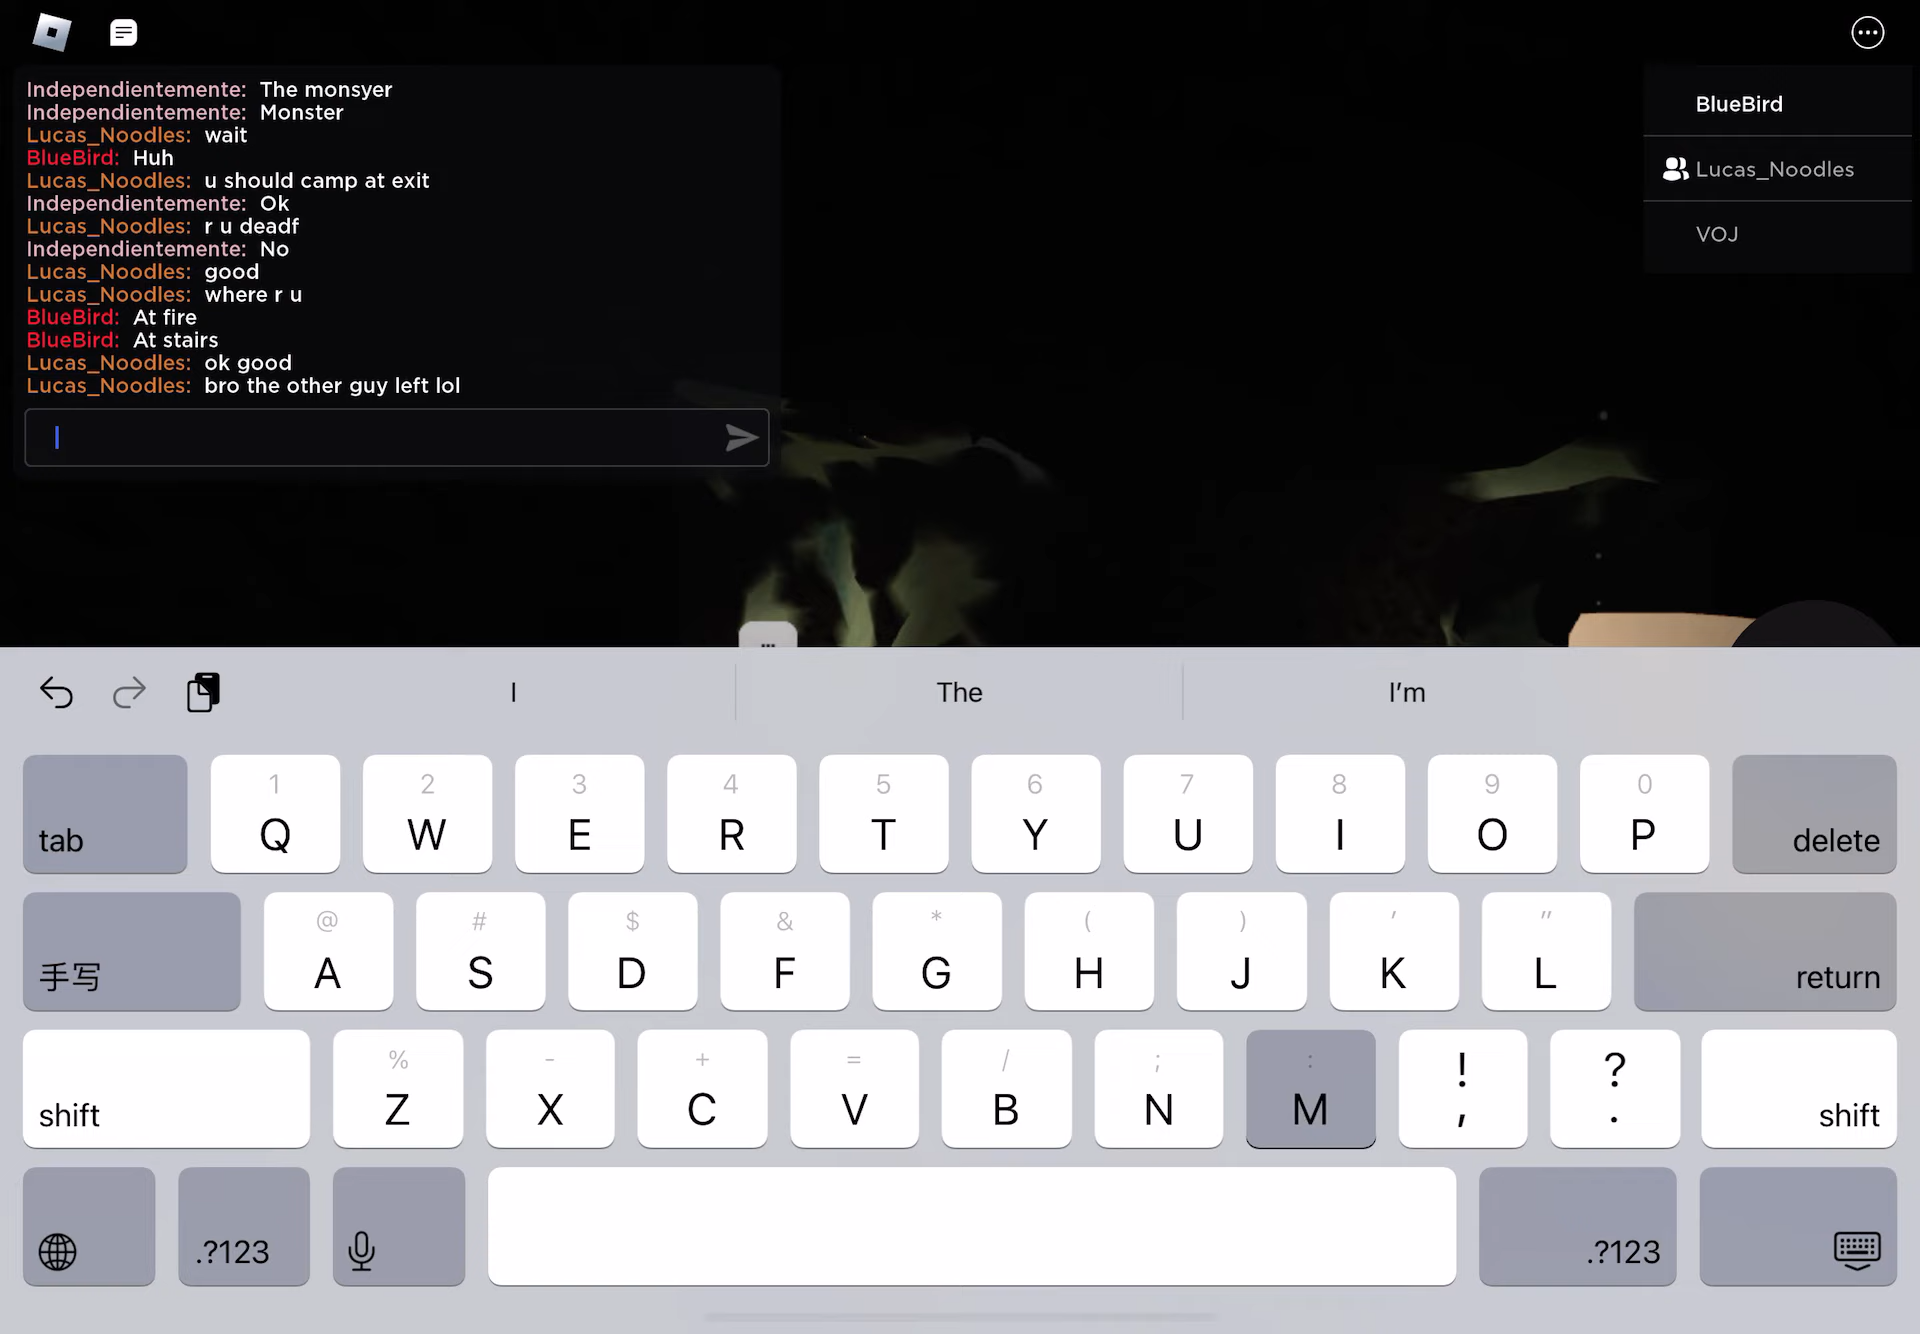 Independientemente: The monsyer
Independientemente: Monster
Lucas_Noodles: wait
BlueBird: Huh
Lucas_Noodles: u should camp at exit
Independientemente: Ok
Lucas_Noodles: r u deadf
Independientemente: No
Lucas_Noodles: good
Lucas_Noodles: where r u
BlueBird: At fire
BlueBird: At stairs
Lucas_Noodles: ok good
Lucas_Noodles: bro the other guy left lol
BlueBird
Lucas_Noodles
VOJ
I The I’m
1 2 3 4 5 6 7 8 9 0
tab Q W E R T Y U I O P delete
@ # $ & * ( ) ' "
手写 A S D F G H J K L return
% - + = / ; : ! ?
shift Z X C V B N M , . shift
.?123 .?123